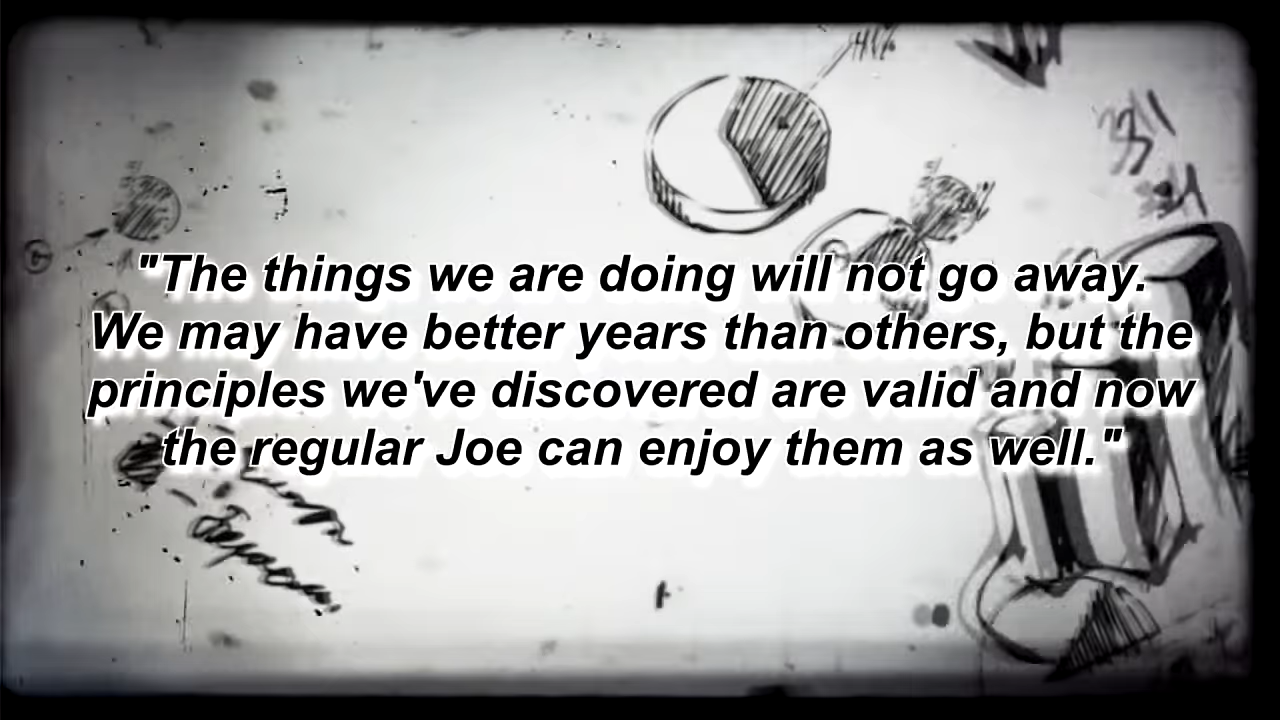 "The things we are doing will not go away.
We may have better years than others, but the
principles we've discovered are valid and now
the regular Joe can enjoy them as well."